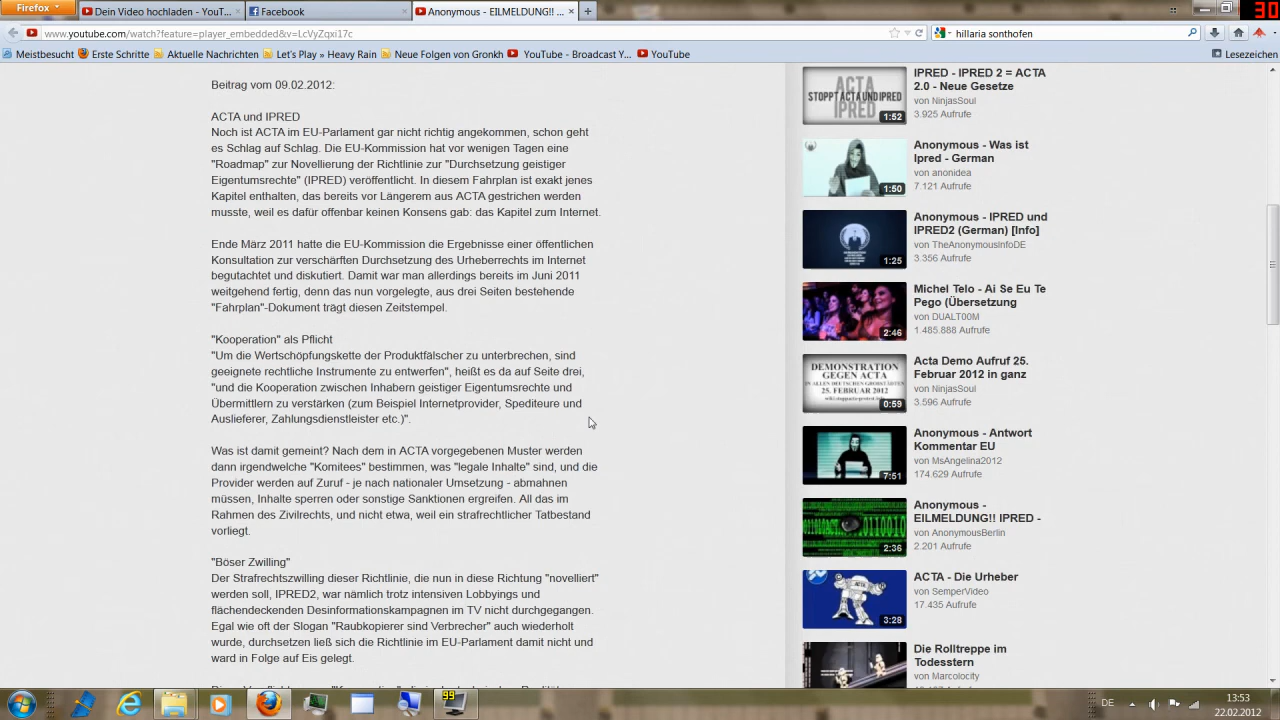 Firefox
Dein Video hochladen - YouT...
Facebook
Anonymous - EILMELDUNG!! ...
30
www.youtube.com/watch?feature=player_embedded&v=LcVyZqxi17c
hillaria sonthofen
Meistbesucht
Erste Schritte
Aktuelle Nachrichten
Let's Play » Heavy Rain
Neue Folgen von Gronkh
YouTube - Broadcast Y...
YouTube
Lesezeichen
Beitrag vom 09.02.2012:
ACTA und IPRED
Noch ist ACTA im EU-Parlament gar nicht richtig angekommen, schon geht
es Schlag auf Schlag. Die EU-Kommission hat vor wenigen Tagen eine
"Roadmap" zur Novellierung der Richtlinie zur "Durchsetzung geistiger
Eigentumsrechte" (IPRED) veröffentlicht. In diesem Fahrplan ist exakt jenes
Kapitel enthalten, das bereits vor Längerem aus ACTA gestrichen werden
musste, weil es dafür offenbar keinen Konsens gab: das Kapitel zum Internet.
Ende März 2011 hatte die EU-Kommission die Ergebnisse einer öffentlichen
Konsultation zur verschärften Durchsetzung des Urheberrechts im Internet
begutachtet und diskutiert. Damit war man allerdings bereits im Juni 2011
weitgehend fertig, denn das nun vorgelegte, aus drei Seiten bestehende
"Fahrplan"-Dokument trägt diesen Zeitstempel.
"Kooperation" als Pflicht
"Um die Wertschöpfungskette der Produktfälscher zu unterbrechen, sind
geeignete rechtliche Instrumente zu entwerfen", heißt es da auf Seite drei,
"und die Kooperation zwischen Inhabern geistiger Eigentumsrechte und
Übermittlern zu verstärken (zum Beispiel Internetprovider, Spediteure und
Auslieferer, Zahlungsdienstleister etc.)".
Was ist damit gemeint? Nach dem in ACTA vorgegebenen Muster werden
dann irgendwelche "Komitees" bestimmen, was "legale Inhalte" sind, und die
Provider werden auf Zuruf - je nach nationaler Umsetzung - abmahnen
müssen, Inhalte sperren oder sonstige Sanktionen ergreifen. All das im
Rahmen des Zivilrechts, und nicht etwa, weil ein strafrechtlicher Tatbestand
vorliegt.
"Böser Zwilling"
Der Strafrechtszwilling dieser Richtlinie, die nun in diese Richtung "novelliert"
werden soll, IPRED2, war nämlich trotz intensiven Lobbyings und
flächendeckenden Desinformationskampagnen im TV nicht durchgegangen.
Egal wie oft der Slogan "Raubkopierer sind Verbrecher" auch wiederholt
wurde, durchsetzen ließ sich die Richtlinie im EU-Parlament damit nicht und
ward in Folge auf Eis gelegt.
ACTA
STOPPT ACTA UND IPRED
IPRED
1:52
IPRED - IPRED 2 = ACTA
2.0 - Neue Gesetze
von NinjasSoul
3.925 Aufrufe
1:50
Anonymous - Was ist
Ipred - German
von anonidea
7.121 Aufrufe
1:25
Anonymous - IPRED und
IPRED2 (German) [Info]
von TheAnonymousInfoDE
3.356 Aufrufe
2:46
Michel Telo - Ai Se Eu Te
Pego (Übersetzung
von DUALT00M
1.485.888 Aufrufe
DEMONSTRATION
GEGEN ACTA
IN ALLEN DEUTSCHEN GROßSTÄDTEN
25. FEBRUAR 2012
0:59
Acta Demo Aufruf 25.
Februar 2012 in ganz
von NinjasSoul
3.596 Aufrufe
7:51
Anonymous - Antwort
Kommentar EU
von MsAngelina2012
174.629 Aufrufe
2:36
Anonymous -
EILMELDUNG!! IPRED -
von AnonymousBerlin
2.201 Aufrufe
ACTA
3:28
ACTA - Die Urheber
von SemperVideo
17.435 Aufrufe
Die Rolltreppe im
Todesstern
von Marcolocity
99
DE
13:53
22.02.2012